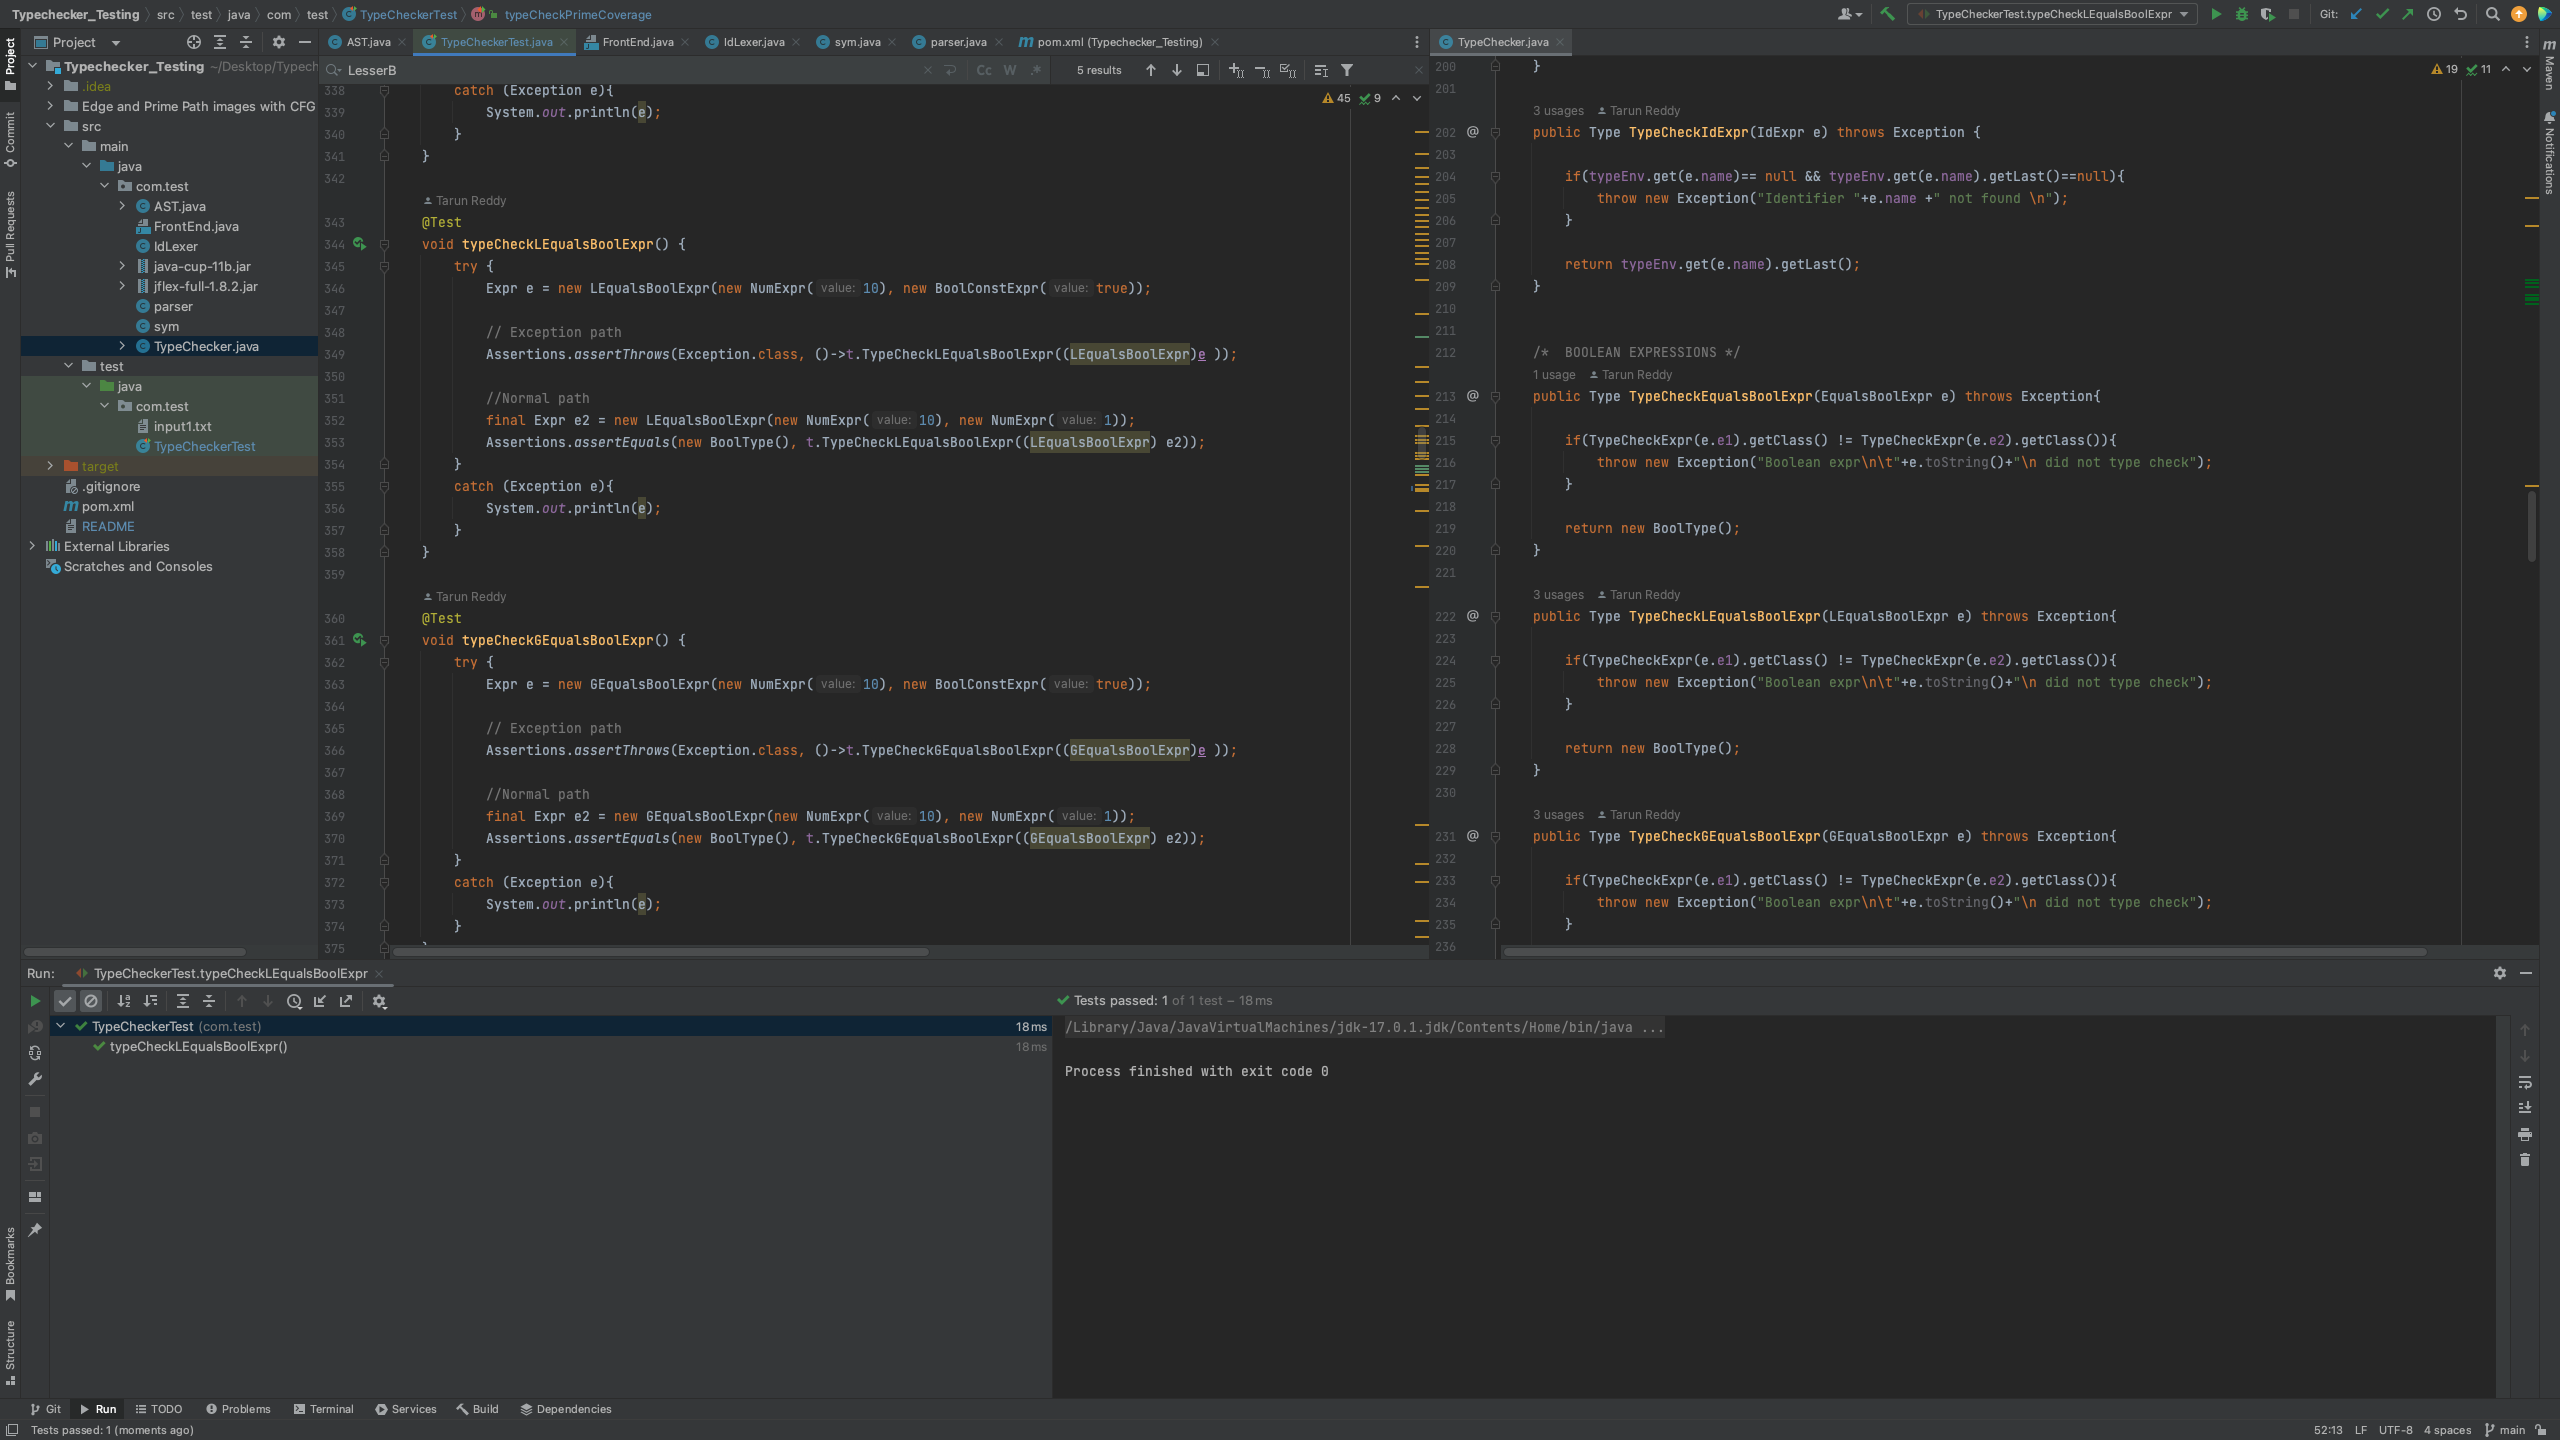 Typechecker_Testing src test java com test TypeCheckerTest typeCheckPrimeCoverage
TypeCheckerTest.typeCheckLEqualsBoolExpr Git:
Project
AST.java TypeCheckerTest.java FrontEnd.java IdLexer.java sym.java parser.java pom.xml (Typechecker_Testing)
TypeChecker.java
Project
Commit
Pull Requests
Bookmarks
Structure
Maven
Notifications
Typechecker_Testing ~/Desktop/Typech
.idea
Edge and Prime Path images with CFG
src
main
java
com.test
AST.java
FrontEnd.java
IdLexer
java-cup-11b.jar
jflex-full-1.8.2.jar
parser
sym
TypeChecker.java
test
java
com.test
input1.txt
TypeCheckerTest
target
.gitignore
pom.xml
README
External Libraries
Scratches and Consoles
LesserB Cc W .* 5 results
45 9
338 catch (Exception e){
339 System.out.println(e);
340 }
341 }
342
Tarun Reddy
343 @Test
344 void typeCheckLEqualsBoolExpr() {
345 try {
346 Expr e = new LEqualsBoolExpr(new NumExpr( value: 10), new BoolConstExpr( value: true));
347
348 // Exception path
349 Assertions.assertThrows(Exception.class, ()->t.TypeCheckLEqualsBoolExpr((LEqualsBoolExpr)e ));
350
351 //Normal path
352 final Expr e2 = new LEqualsBoolExpr(new NumExpr( value: 10), new NumExpr( value: 1));
353 Assertions.assertEquals(new BoolType(), t.TypeCheckLEqualsBoolExpr((LEqualsBoolExpr) e2));
354 }
355 catch (Exception e){
356 System.out.println(e);
357 }
358 }
359
Tarun Reddy
360 @Test
361 void typeCheckGEqualsBoolExpr() {
362 try {
363 Expr e = new GEqualsBoolExpr(new NumExpr( value: 10), new BoolConstExpr( value: true));
364
365 // Exception path
366 Assertions.assertThrows(Exception.class, ()->t.TypeCheckGEqualsBoolExpr((GEqualsBoolExpr)e ));
367
368 //Normal path
369 final Expr e2 = new GEqualsBoolExpr(new NumExpr( value: 10), new NumExpr( value: 1));
370 Assertions.assertEquals(new BoolType(), t.TypeCheckGEqualsBoolExpr((GEqualsBoolExpr) e2));
371 }
372 catch (Exception e){
373 System.out.println(e);
374 }
375
19 11
200 }
201
3 usages Tarun Reddy
202 @ public Type TypeCheckIdExpr(IdExpr e) throws Exception {
203
204 if(typeEnv.get(e.name)== null && typeEnv.get(e.name).getLast()==null){
205 throw new Exception("Identifier "+e.name +" not found \n");
206 }
207
208 return typeEnv.get(e.name).getLast();
209 }
210
211
212 /* BOOLEAN EXPRESSIONS */
1 usage Tarun Reddy
213 @ public Type TypeCheckEqualsBoolExpr(EqualsBoolExpr e) throws Exception{
214
215 if(TypeCheckExpr(e.e1).getClass() != TypeCheckExpr(e.e2).getClass()){
216 throw new Exception("Boolean expr\n\t"+e.toString()+"\n did not type check");
217 }
218
219 return new BoolType();
220 }
221
3 usages Tarun Reddy
222 @ public Type TypeCheckLEqualsBoolExpr(LEqualsBoolExpr e) throws Exception{
223
224 if(TypeCheckExpr(e.e1).getClass() != TypeCheckExpr(e.e2).getClass()){
225 throw new Exception("Boolean expr\n\t"+e.toString()+"\n did not type check");
226 }
227
228 return new BoolType();
229 }
230
3 usages Tarun Reddy
231 @ public Type TypeCheckGEqualsBoolExpr(GEqualsBoolExpr e) throws Exception{
232
233 if(TypeCheckExpr(e.e1).getClass() != TypeCheckExpr(e.e2).getClass()){
234 throw new Exception("Boolean expr\n\t"+e.toString()+"\n did not type check");
235 }
236
Run: TypeCheckerTest.typeCheckLEqualsBoolExpr
Tests passed: 1 of 1 test – 18 ms
TypeCheckerTest (com.test) 18 ms
typeCheckLEqualsBoolExpr() 18 ms
/Library/Java/JavaVirtualMachines/jdk-17.0.1.jdk/Contents/Home/bin/java ...
Process finished with exit code 0
Git Run TODO Problems Terminal Services Build Dependencies
Tests passed: 1 (moments ago)
52:13 LF UTF-8 4 spaces main